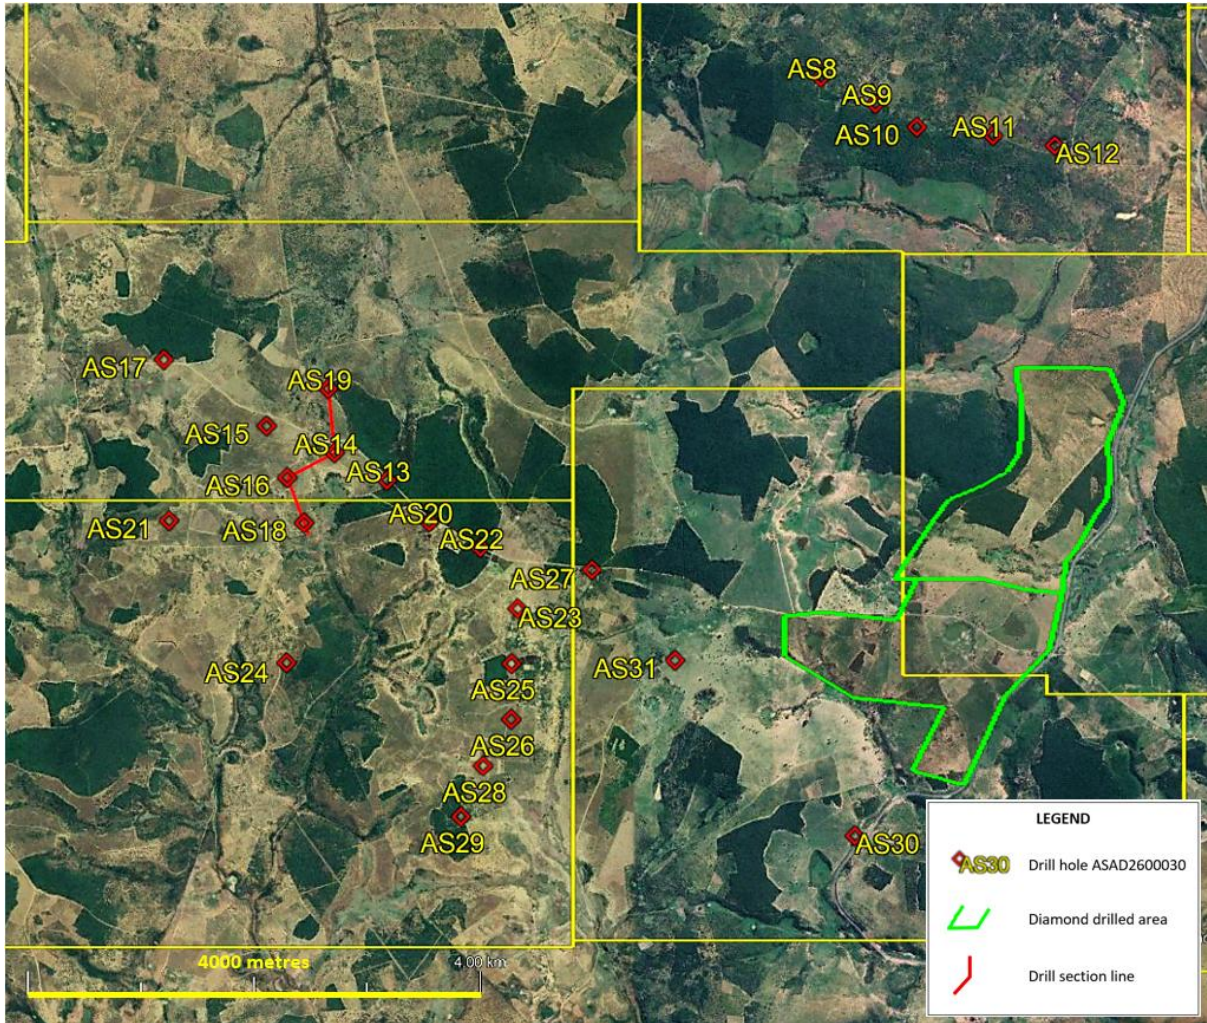 AS8
AS9
AS10
AS11
AS12
AS17
AS19
AS15
AS14
AS16
AS13
AS21
AS18
AS20
AS22
AS27
AS23
AS24
AS25
AS31
AS26
AS28
AS29
AS30
4000 metres
4.00 km
LEGEND
AS30 Drill hole ASAD2600030
Diamond drilled area
Drill section line